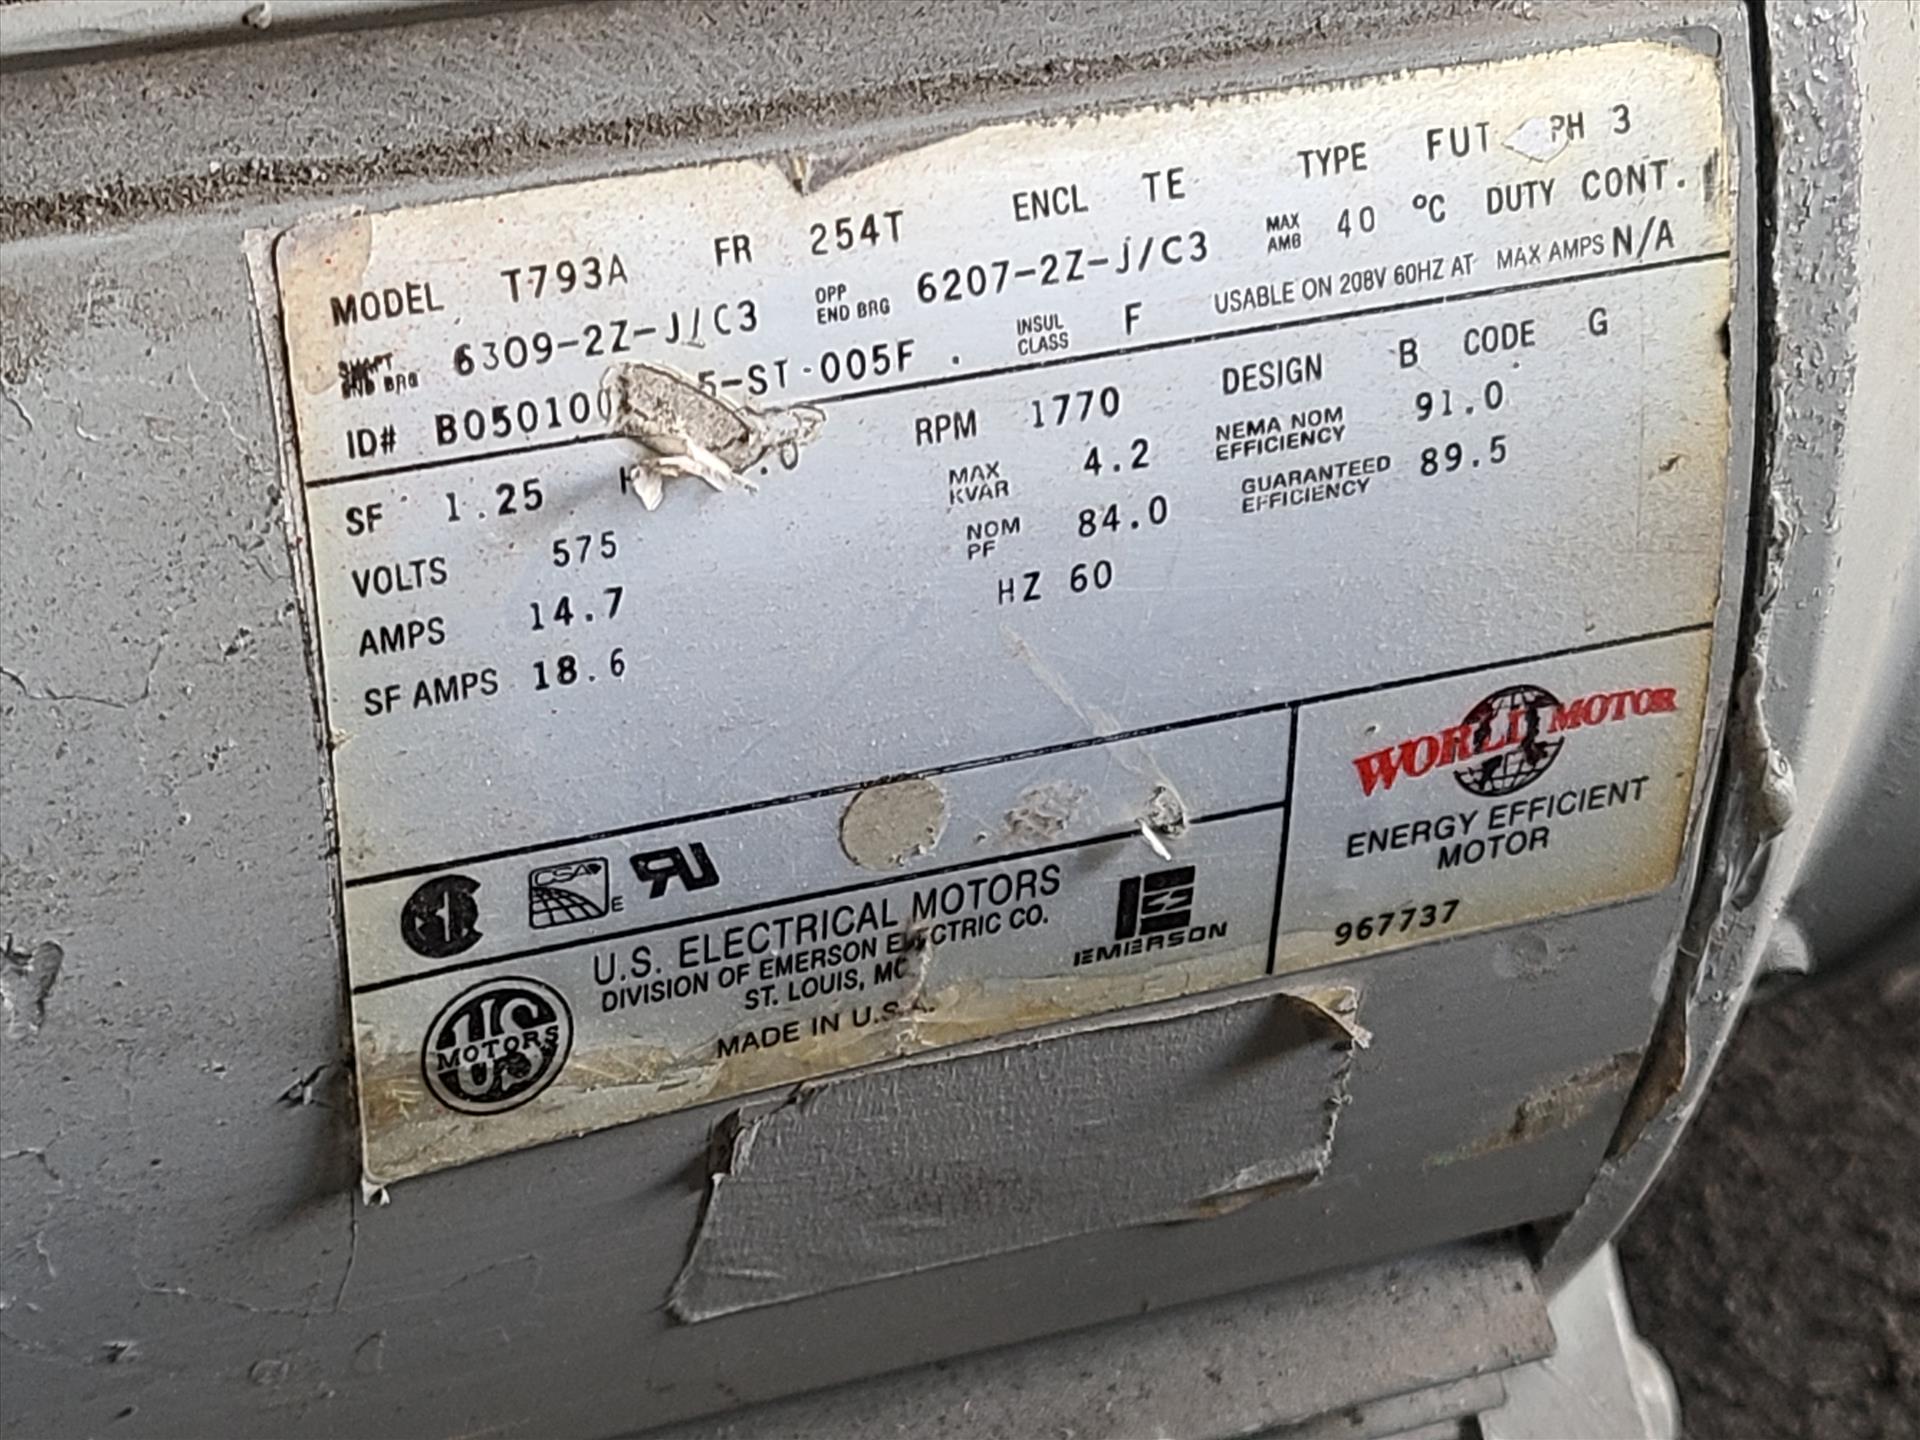 MODEL T793A FR 254T ENCL TE TYPE FUT PH 3
SHAFT END BRG 6309-2Z-J/C3 OPP END BRG 6207-2Z-J/C3 MAX AMB 40 °C DUTY CONT.
ID# B050100 5-ST-005F. INSUL CLASS F USABLE ON 208V 60HZ AT MAX AMPS N/A
SF 1.25 .0 RPM 1770 DESIGN B CODE G
VOLTS 575 MAX KVAR 4.2 NEMA NOM EFFICIENCY 91.0
AMPS 14.7 NOM PF 84.0 GUARANTEED EFFICIENCY 89.5
SF AMPS 18.6 HZ 60
WORLD MOTOR
ENERGY EFFICIENT
MOTOR
967737
CSA E
U.S. ELECTRICAL MOTORS
DIVISION OF EMERSON ELECTRIC CO.
ST. LOUIS, MO
MADE IN U.S.A.
EMERSON
US
MOTORS